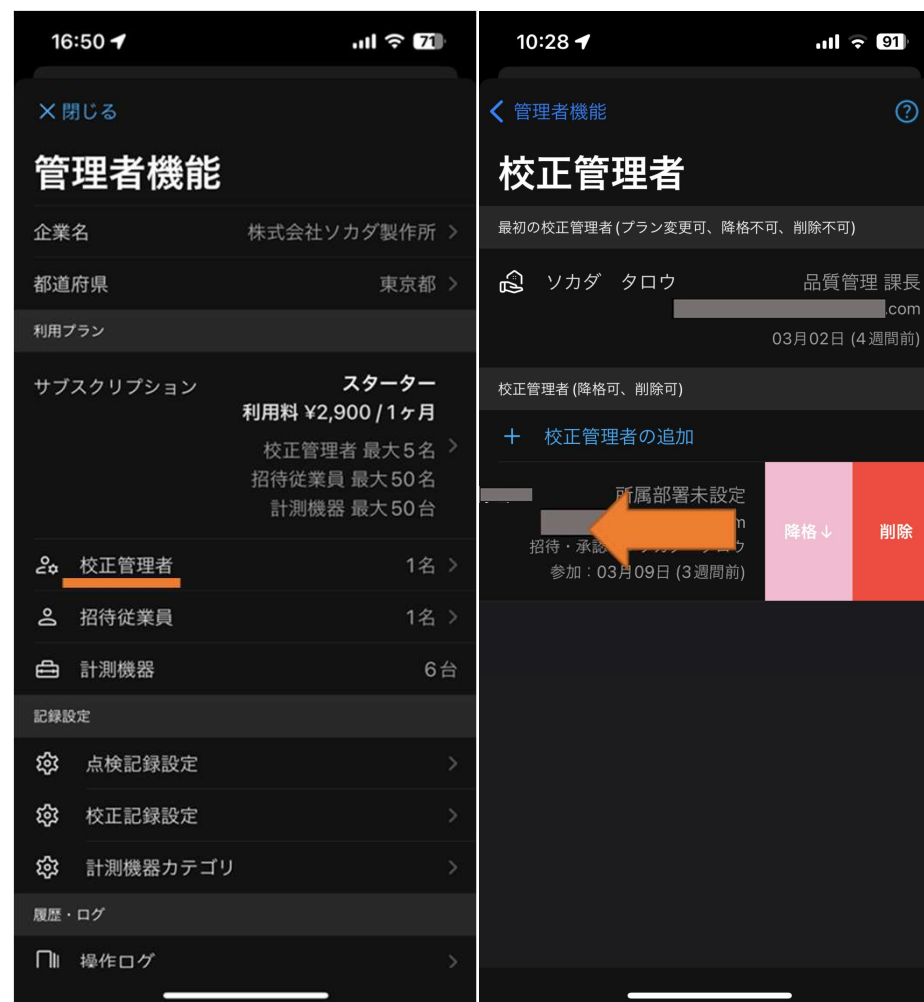 16:50
71
閉じる
管理者機能
企業名
株式会社ソカダ製作所
都道府県
東京都
利用プラン
サブスクリプション
スターター
利用料 ¥2,900 / 1ヶ月
校正管理者 最大5名
招待従業員 最大50名
計測機器 最大50台
校正管理者
1名
招待従業員
1名
計測機器
6台
記録設定
点検記録設定
校正記録設定
計測機器カテゴリ
履歴・ログ
操作ログ
10:28
91
管理者機能
校正管理者
最初の校正管理者 (プラン変更可、降格不可、削除不可)
ソカダ タロウ
品質管理 課長
.com
03月02日 (4週間前)
校正管理者 (降格可、削除可)
校正管理者の追加
所属部署未設定
招待・承認
参加：03月09日 (3週間前)
降格↓
削除